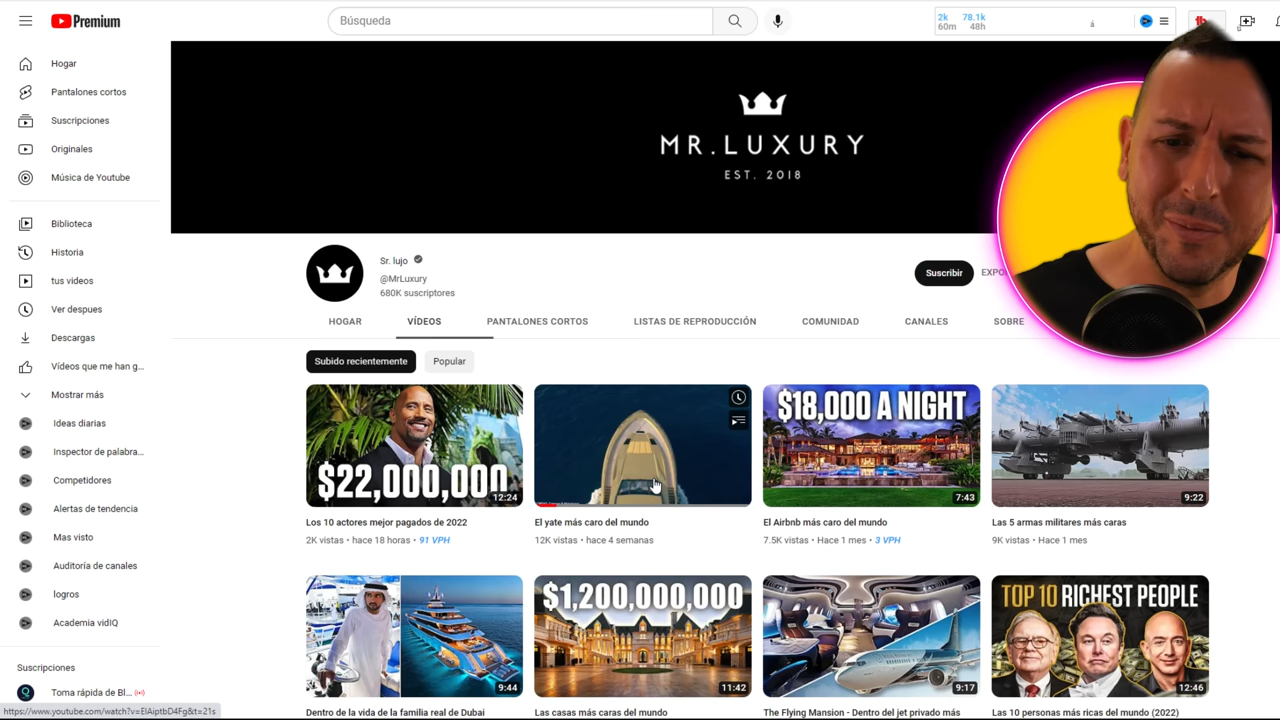 Premium
Búsqueda
2k 78.1k
60m 48h
á
Hogar
Pantalones cortos
Suscripciones
Originales
Música de Youtube
Biblioteca
Historia
tus videos
Ver despues
Descargas
Vídeos que me han g...
Mostrar más
Ideas diarias
Inspector de palabra...
Competidores
Alertas de tendencia
Mas visto
Auditoría de canales
logros
Academia vidIQ
Suscripciones
Toma rápida de Bl...
https://www.youtube.com/watch?v=ElAiptbD4Fg&t=21s
MR.LUXURY
EST. 2018
Sr. lujo
@MrLuxury
680K suscriptores
Suscribir
HOGAR
VÍDEOS
PANTALONES CORTOS
LISTAS DE REPRODUCCIÓN
COMUNIDAD
CANALES
SOBRE
Subido recientemente
Popular
$22,000,000
12:24
Los 10 actores mejor pagados de 2022
2K vistas • hace 18 horas • 91 VPH
El yate más caro del mundo
12K vistas • hace 4 semanas
$18,000 A NIGHT
7:43
El Airbnb más caro del mundo
7.5K vistas • Hace 1 mes • 3 VPH
9:22
Las 5 armas militares más caras
9K vistas • Hace 1 mes
9:44
Dentro de la vida de la familia real de Dubai
$1,200,000,000
11:42
Las casas más caras del mundo
9:17
The Flying Mansion - Dentro del jet privado más
TOP 10 RICHEST PEOPLE
12:46
Las 10 personas más ricas del mundo (2022)